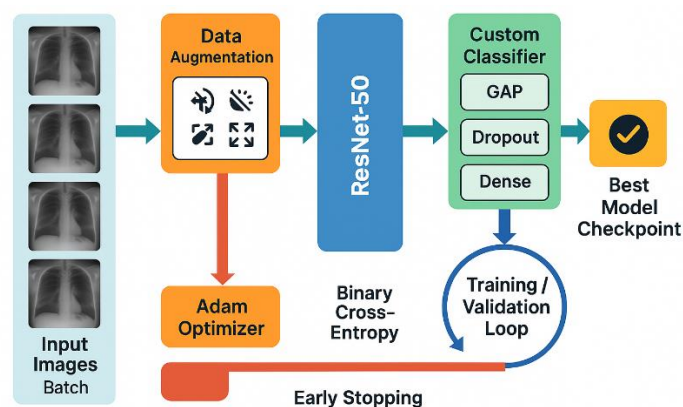 Input
Images
Batch
Data
Augmentation
Adam
Optimizer
ResNet-50
Binary
Cross-
Entropy
Custom
Classifier
GAP
Dropout
Dense
Training /
Validation
Loop
Best
Model
Checkpoint
Early Stopping